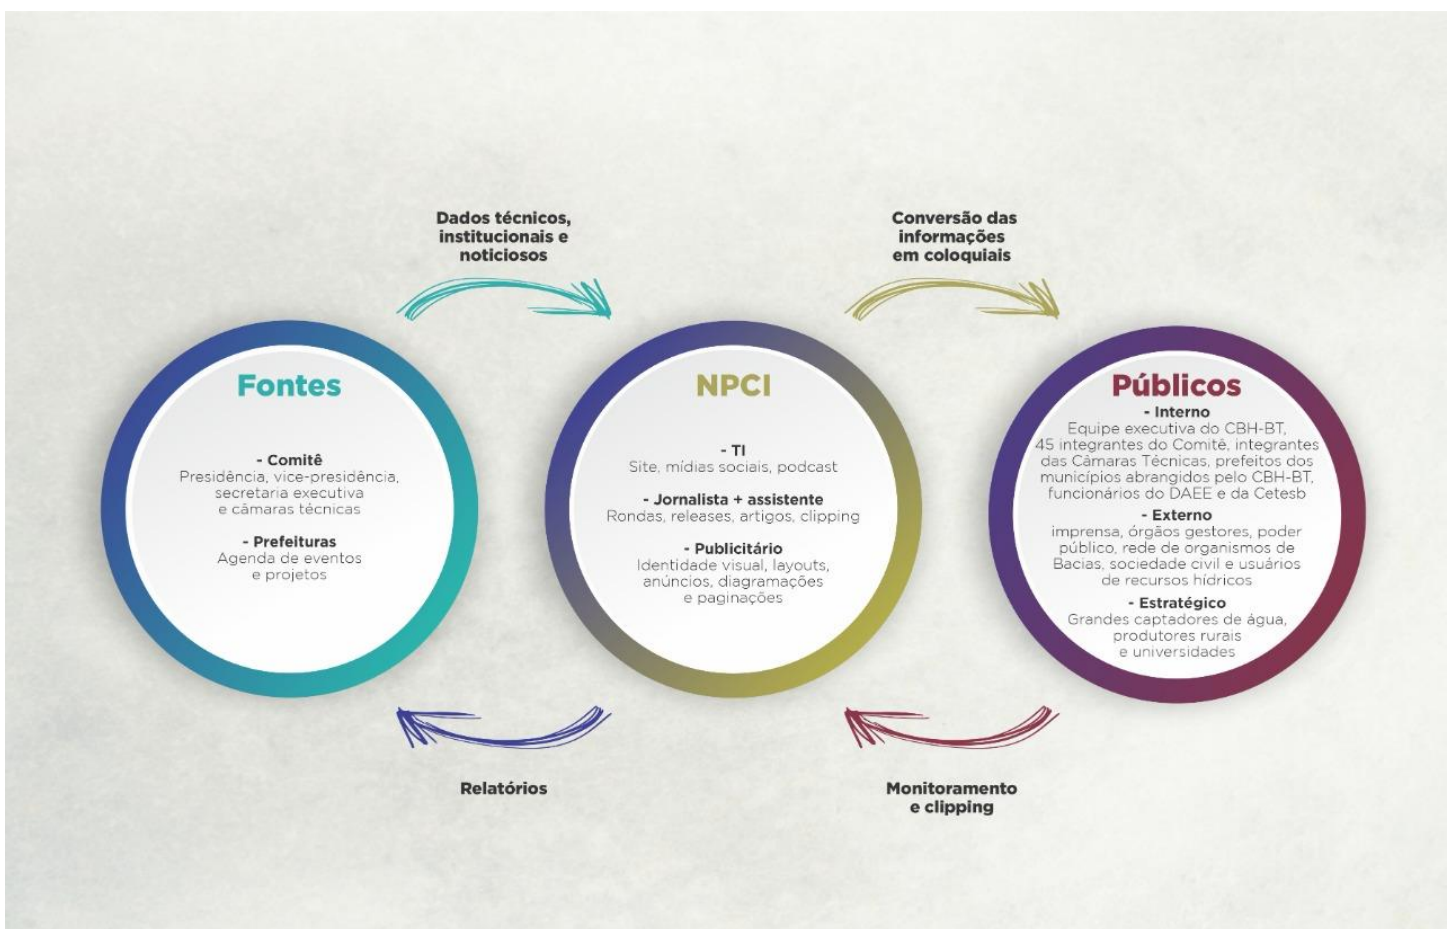 Dados técnicos,
institucionais e
noticiosos
Conversão das
informações
em coloquiais
Fontes
- Comitê
Presidência, vice-presidência,
secretaria executiva
e câmaras técnicas
- Prefeituras
Agenda de eventos
e projetos
NPCI
- TI
Site, mídias sociais, podcast
- Jornalista + assistente
Rondas, releases, artigos, clipping
- Publicitário
Identidade visual, layouts,
anúncios, diagramações
e paginações
Públicos
- Interno
Equipe executiva do CBH-BT,
45 integrantes do Comitê, integrantes
das Câmaras Técnicas, prefeitos dos
municípios abrangidos pelo CBH-BT,
funcionários do DAEE e da Cetesb
- Externo
imprensa, órgãos gestores, poder
público, rede de organismos de
Bacias, sociedade civil e usuários
de recursos hídricos
- Estratégico
Grandes captadores de água,
produtores rurais
e universidades
Relatórios
Monitoramento
e clipping